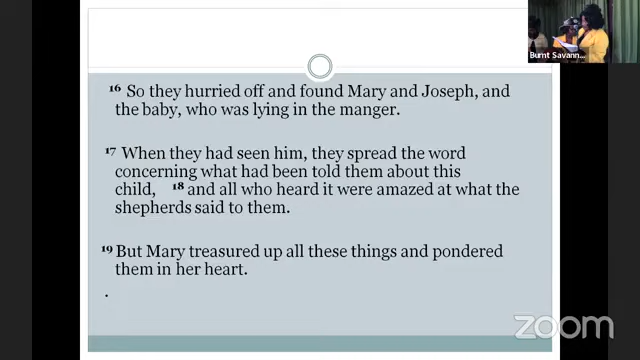 Bumt Savann...
16 So they hurried off and found Mary and Joseph, and
the baby, who was lying in the manger.
17 When they had seen him, they spread the word
concerning what had been told them about this
child, 18 and all who heard it were amazed at what the
shepherds said to them.
19 But Mary treasured up all these things and pondered
them in her heart.
.
zoom